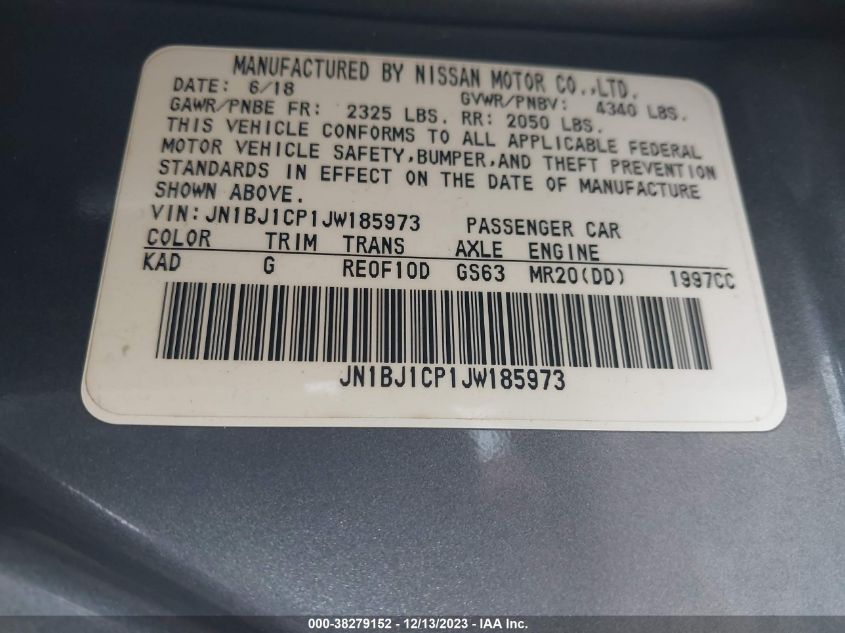 MANUFACTURED BY NISSAN MOTOR CO.,LTD.
DATE: 6/18 GVWR/PNBV: 4340 LBS.
GAWR/PNBE FR: 2325 LBS. RR: 2050 LBS.
THIS VEHICLE CONFORMS TO ALL APPLICABLE FEDERAL
MOTOR VEHICLE SAFETY,BUMPER,AND THEFT PREVENTION
STANDARDS IN EFFECT ON THE DATE OF MANUFACTURE
SHOWN ABOVE.
VIN: JN1BJ1CP1JW185973 PASSENGER CAR
COLOR TRIM TRANS AXLE ENGINE
KAD G RE0F10D GS63 MR20(DD) 1997CC
JN1BJ1CP1JW185973
000-38279152 - 12/13/2023 - IAA Inc.